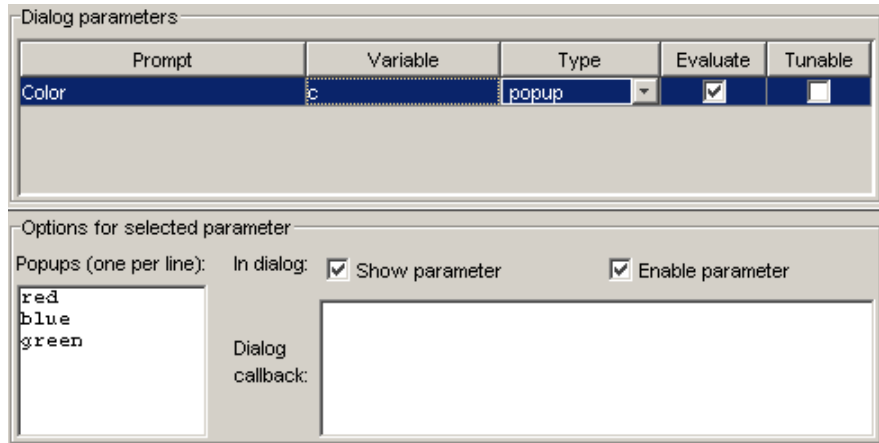 Dialog parameters
Prompt Variable Type Evaluate Tunable
Color c popup
Options for selected parameter
Popups (one per line): In dialog: Show parameter Enable parameter
red
blue
green
Dialog
callback: